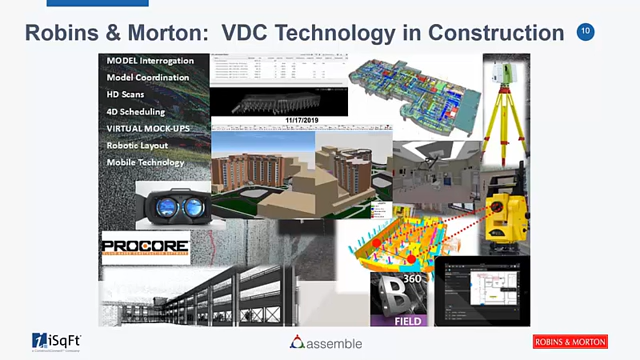 Robins & Morton: VDC Technology in Construction
10
MODEL Interrogation
Model Coordination
HD Scans
4D Scheduling
VIRTUAL MOCK-UPS
Robotic Layout
Mobile Technology
11/17/2019
PROCORE
360
B
FIELD
iSqFt
assemble
ROBINS & MORTON